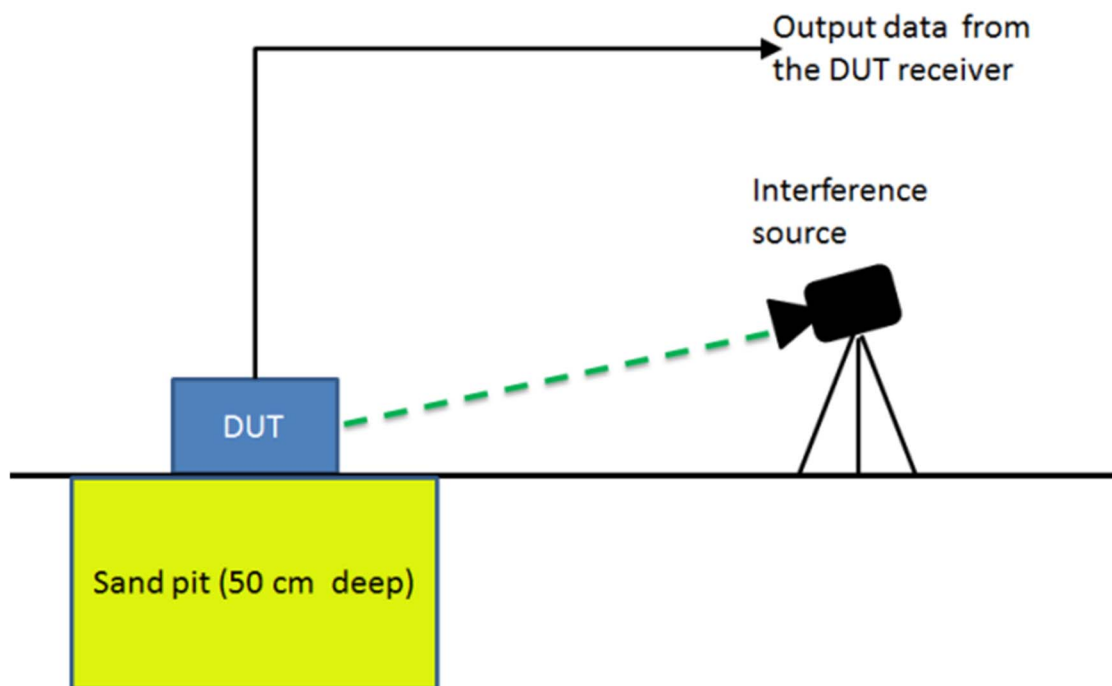 Output data from
the DUT receiver
Interference
source
DUT
Sand pit (50 cm deep)